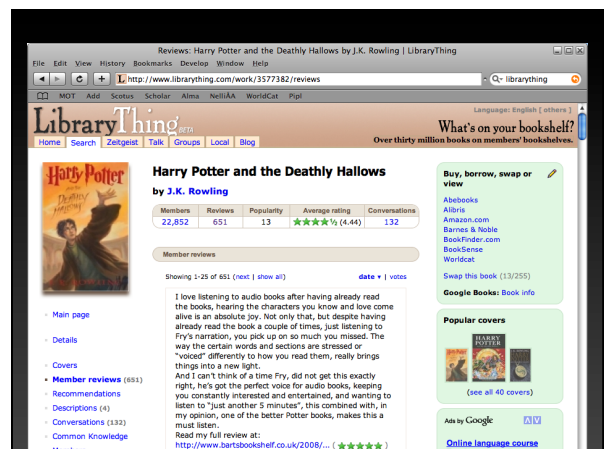 Reviews: Harry Potter and the Deathly Hallows by J.K. Rowling | LibraryThing
File Edit View History Bookmarks Develop Window Help
http://www.librarything.com/work/3577382/reviews
librarything
MOT Add Scotus Scholar Alma NelliÄÄ WorldCat Pipl
Language: English [ others ]
LibraryThing BETA
What's on your bookshelf?
Over thirty million books on members' bookshelves.
Home Search Zeitgeist Talk Groups Local Blog
Harry Potter
AND THE
DEATHLY
HALLOWS
Harry Potter and the Deathly Hallows
by J.K. Rowling
Members Reviews Popularity Average rating Conversations
22,852 651 13 (4.44) 132
Member reviews
Showing 1-25 of 651 (next | show all)
date ▾ | votes
I love listening to audio books after having already read
the books, hearing the characters you know and love come
alive is an absolute joy. Not only that, but despite having
already read the book a couple of times, just listening to
Fry's narration, you pick up on so much you missed. The
way the certain words and sections are stressed or
"voiced" differently to how you read them, really brings
things into a new light.
And I can't think of a time Fry, did not get this exactly
right, he's got the perfect voice for audio books, keeping
you constantly interested and entertained, and wanting to
listen to "just another 5 minutes", this combined with, in
my opinion, one of the better Potter books, makes this a
must listen.
Read my full review at:
http://www.bartsbookshelf.co.uk/2008/... ( ★★★★★ )
Main page
Details
Covers
Member reviews (651)
Recommendations
Descriptions (4)
Conversations (132)
Common Knowledge
Buy, borrow, swap or
view
Abebooks
Alibris
Amazon.com
Barnes & Noble
BookFinder.com
BookSense
Worldcat
Swap this book (13/255)
Google Books: Book info
Popular covers
HARRY
POTTER
(see all 40 covers)
Ads by Google
Online language course